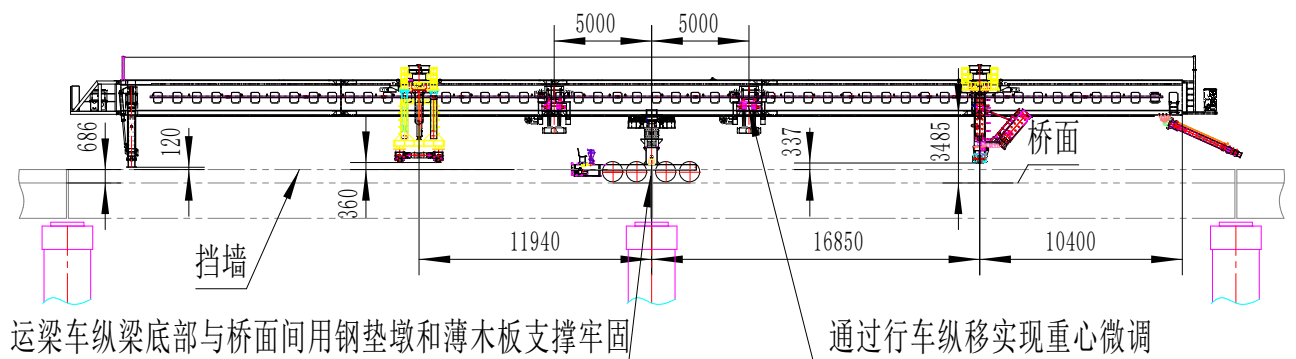 5000 5000
686 120 360 337 3485 桥面
11940 16850 10400
挡墙
运梁车纵梁底部与桥面间用钢垫墩和薄木板支撑牢固 通过行车纵移实现重心微调